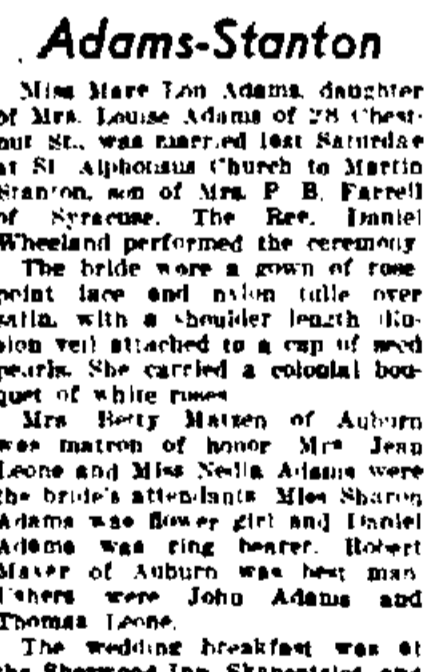 Adams-Stanton
Miss Mare Lou Adams, daughter
of Mrs. Louise Adams of 28 Chest-
nut St., was married last Saturday
at St. Alphonsus Church to Martin
Stanton, son of Mrs. P. B. Farrell
of Syracuse. The Rev. Daniel
Wheeland performed the ceremony
The bride wore a gown of rose
point lace and nylon tulle over
satin, with a shoulder length illu-
sion veil attached to a cap of seed
pearls. She carried a colonial bou-
quet of white roses
Mrs. Betty of Auburn
was matron of honor Mrs Jean
Leone and Miss Adams were
the bride's attendants Miss Sharon
Adams was flower girl and Daniel
Adams was ring bearer. Robert
of Auburn was best man
Ushers were John Adams and
Thomas Leone.
The wedding breakfast was at
the Sherwood Inn, Skaneateles and